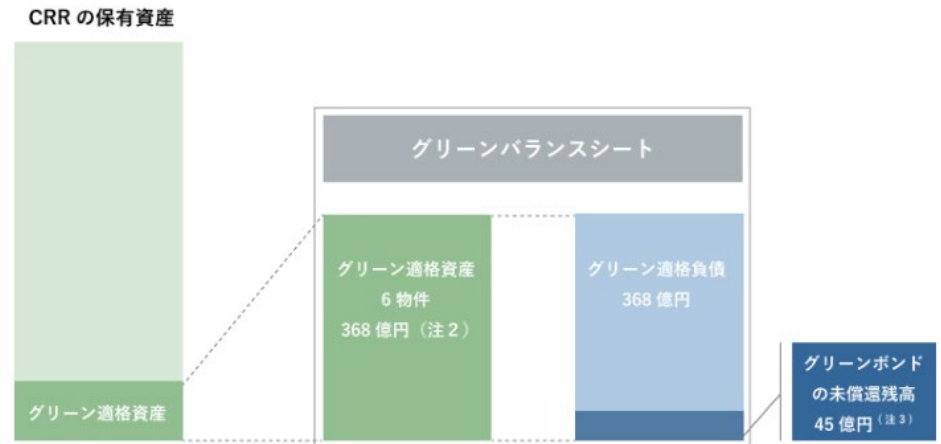 CRR の保有資産
グリーン適格資産
グリーンバランスシート
グリーン適格資産
6 物件
368 億円（注２）
グリーン適格負債
368 億円
グリーンボンド
の未償還残高
45 億円（注３）